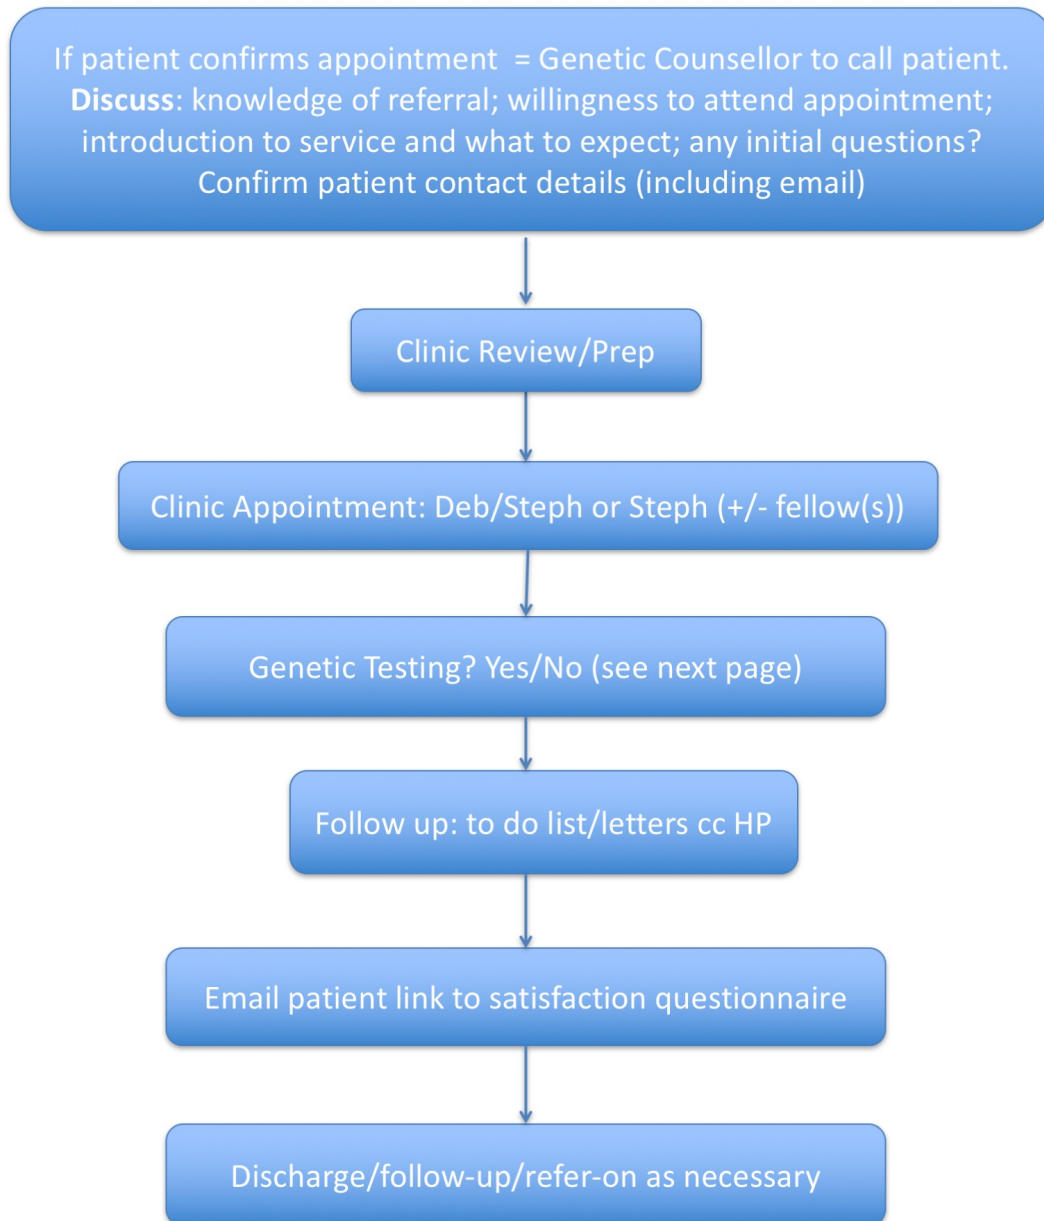 If patient confirms appointment  = Genetic Counsellor to call patient.
Discuss: knowledge of referral; willingness to attend appointment;
introduction to service and what to expect; any initial questions?
Confirm patient contact details (including email)
Clinic Review/Prep
Clinic Appointment: Deb/Steph or Steph (+/- fellow(s))
Genetic Testing? Yes/No (see next page)
Follow up: to do list/letters cc HP
Email patient link to satisfaction questionnaire
Discharge/follow-up/refer-on as necessary